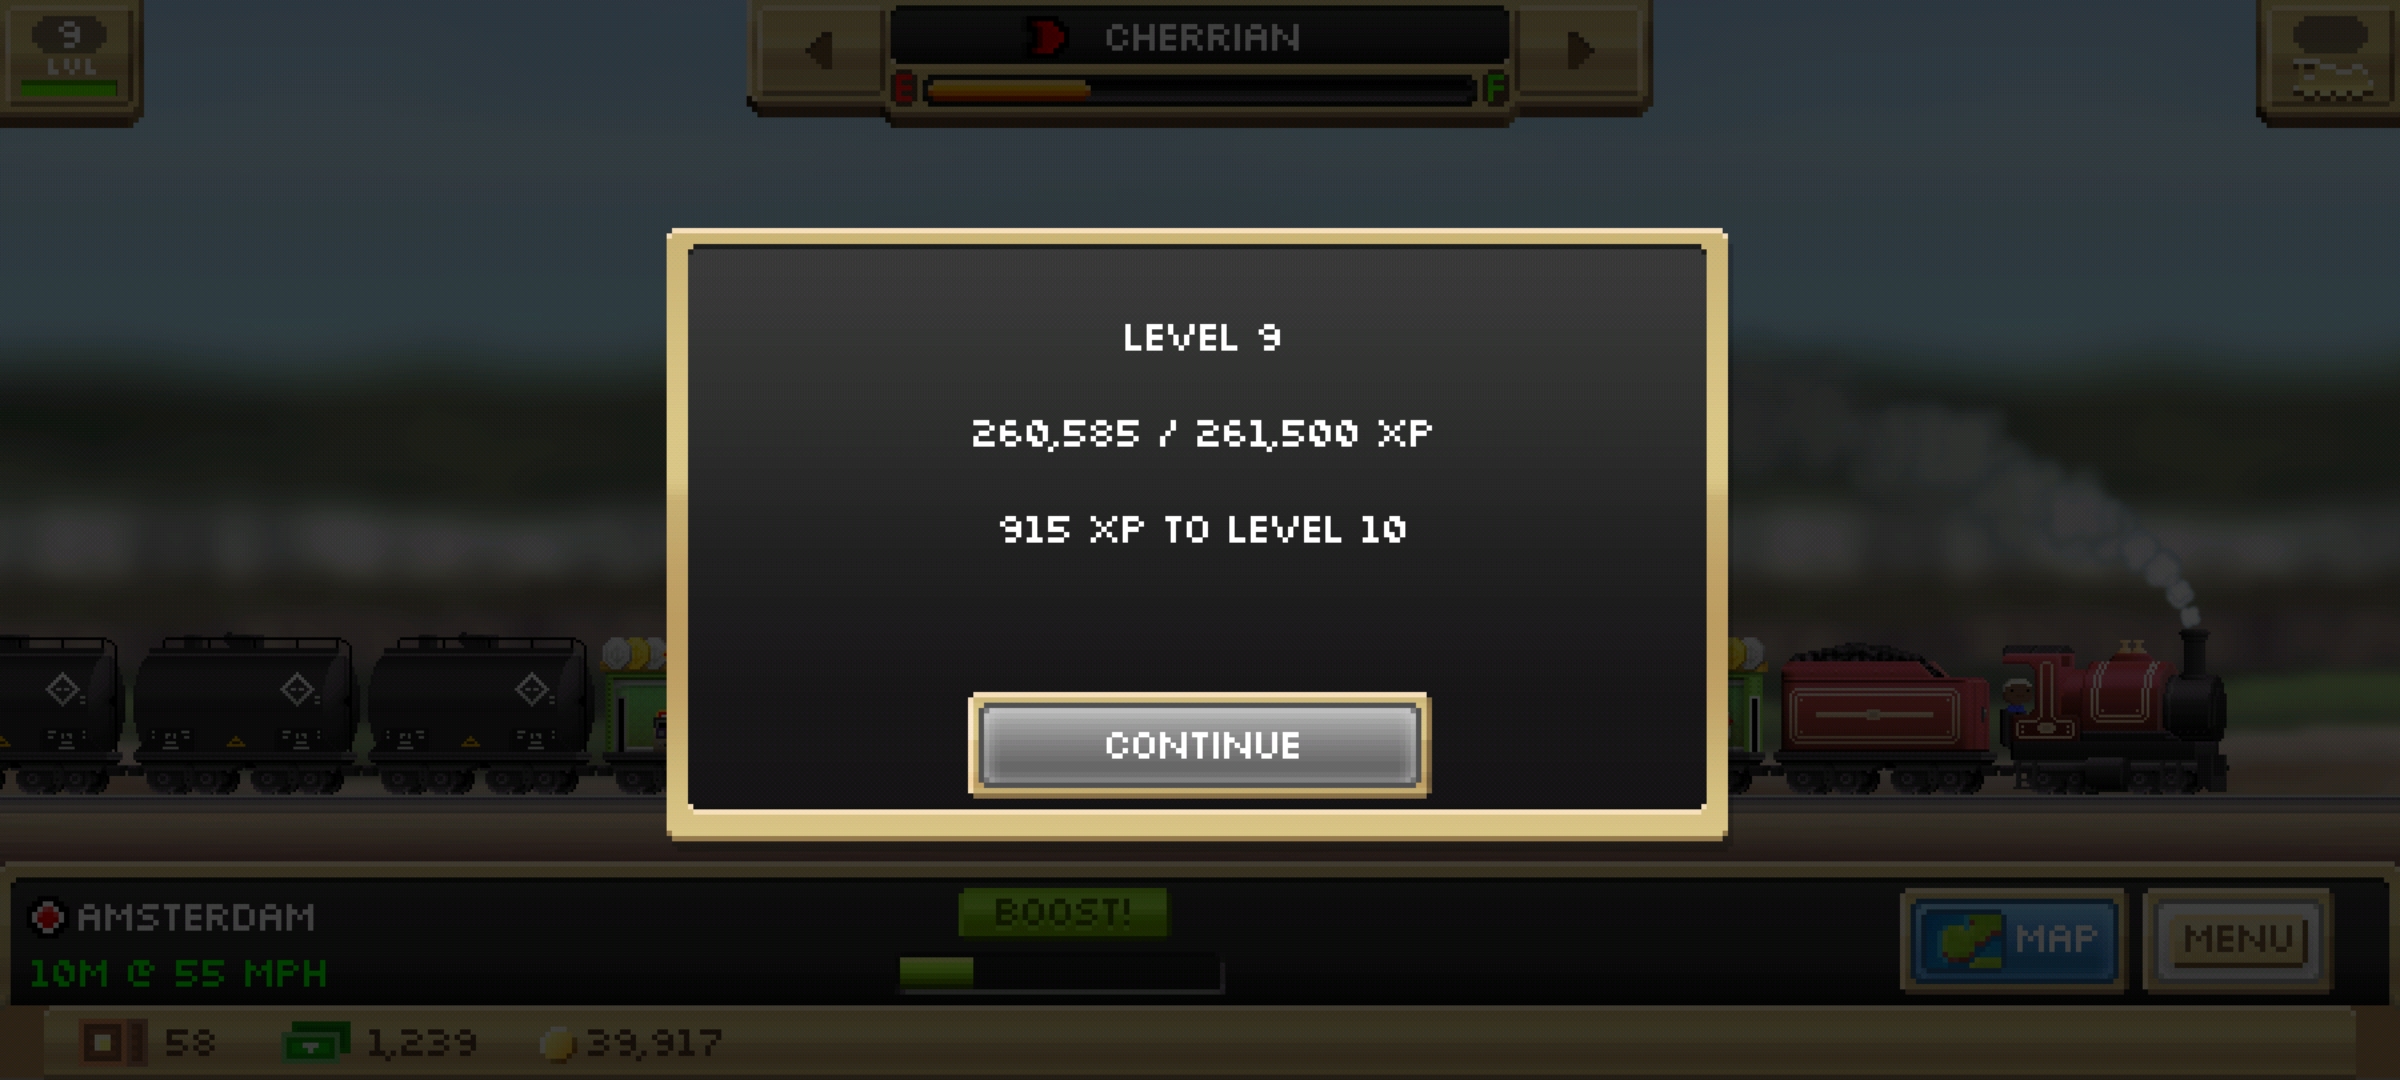 9
LVL
CHERRIAN
E F
LEVEL 9
260,585 / 261,500 XP
915 XP TO LEVEL 10
CONTINUE
AMSTERDAM
10M @ 55 MPH
BOOST!
MAP
MENU
58 1,239 39,917